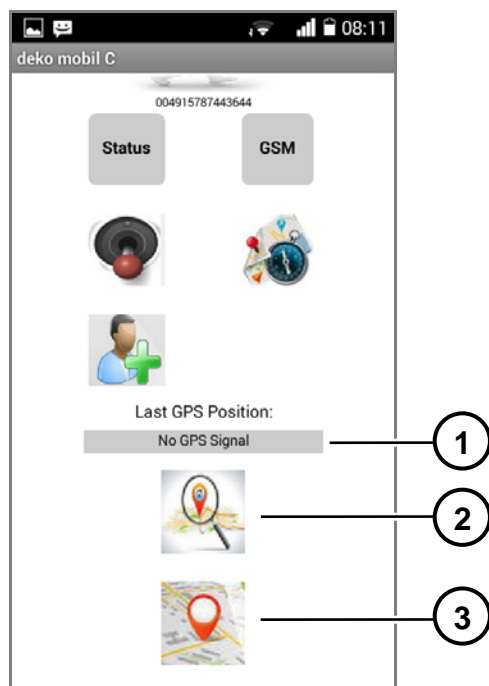 08:11
deko mobil C
004915787443644
Status GSM
Last GPS Position:
No GPS Signal
1
2
3